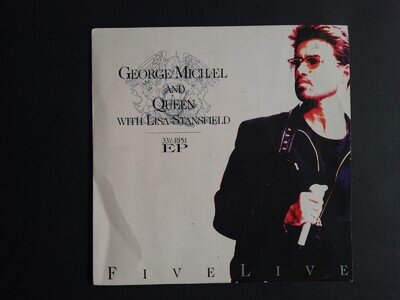 GEORGE MICHAEL
AND
QUEEN
WITH LISA STANSFIELD
33⅓ RPM
EP
FIVE LIVE